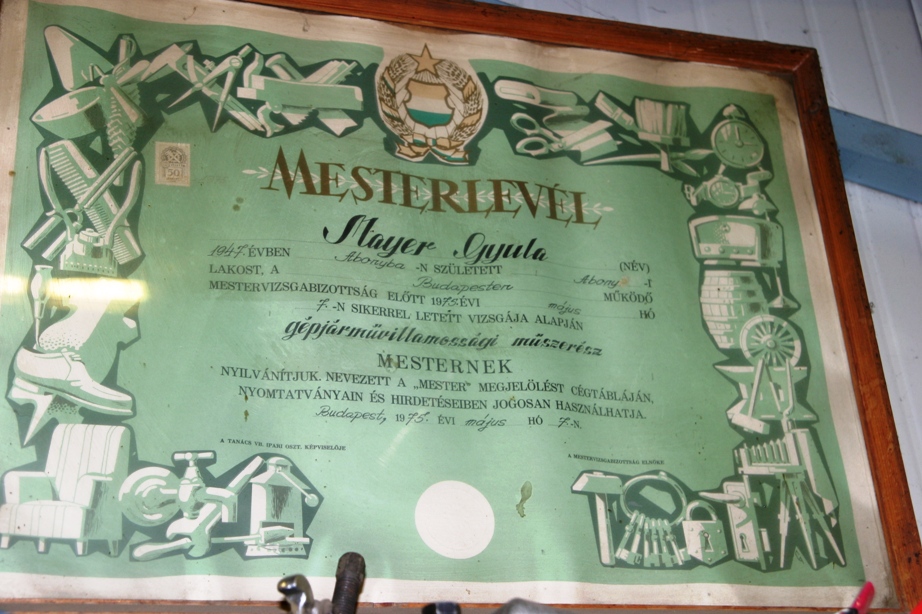 MESTERLEVÉL
Mayer Gyula
(NÉV)
1947. ÉVBEN Abonyba -N SZÜLETETT Abony -I
LAKOST, A Budapesten MŰKÖDŐ
MESTERVIZSGABIZOTTSÁG ELŐTT 1975 ÉVI május HÓ
7.-N SIKERREL LETETT VIZSGÁJA ALAPJÁN
gépjárművillamossági műszerész
MESTERNEK
NYILVÁNÍTJUK. NEVEZETT A „MESTER” MEGJELÖLÉST CÉGTÁBLÁJÁN,
NYOMTATVÁNYAIN ÉS HIRDETÉSEIBEN JOGOSAN HASZNÁLHATJA.
Budapest, 1975. ÉVI május HÓ 7.-N.
A TANÁCS VB. IPARI OSZT. KÉPVISELŐJE
A MESTERVIZSGABIZOTTSÁG ELNÖKE